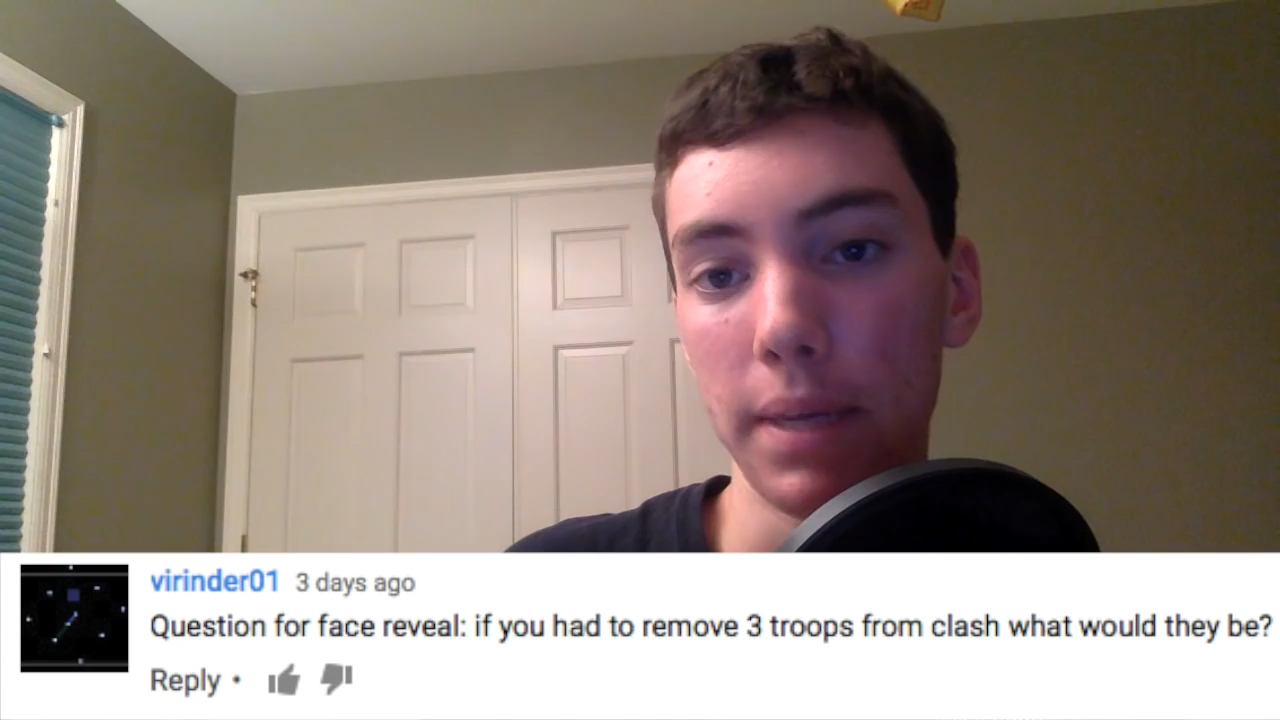 virinder01 3 days ago
Question for face reveal: if you had to remove 3 troops from clash what would they be?
Reply •